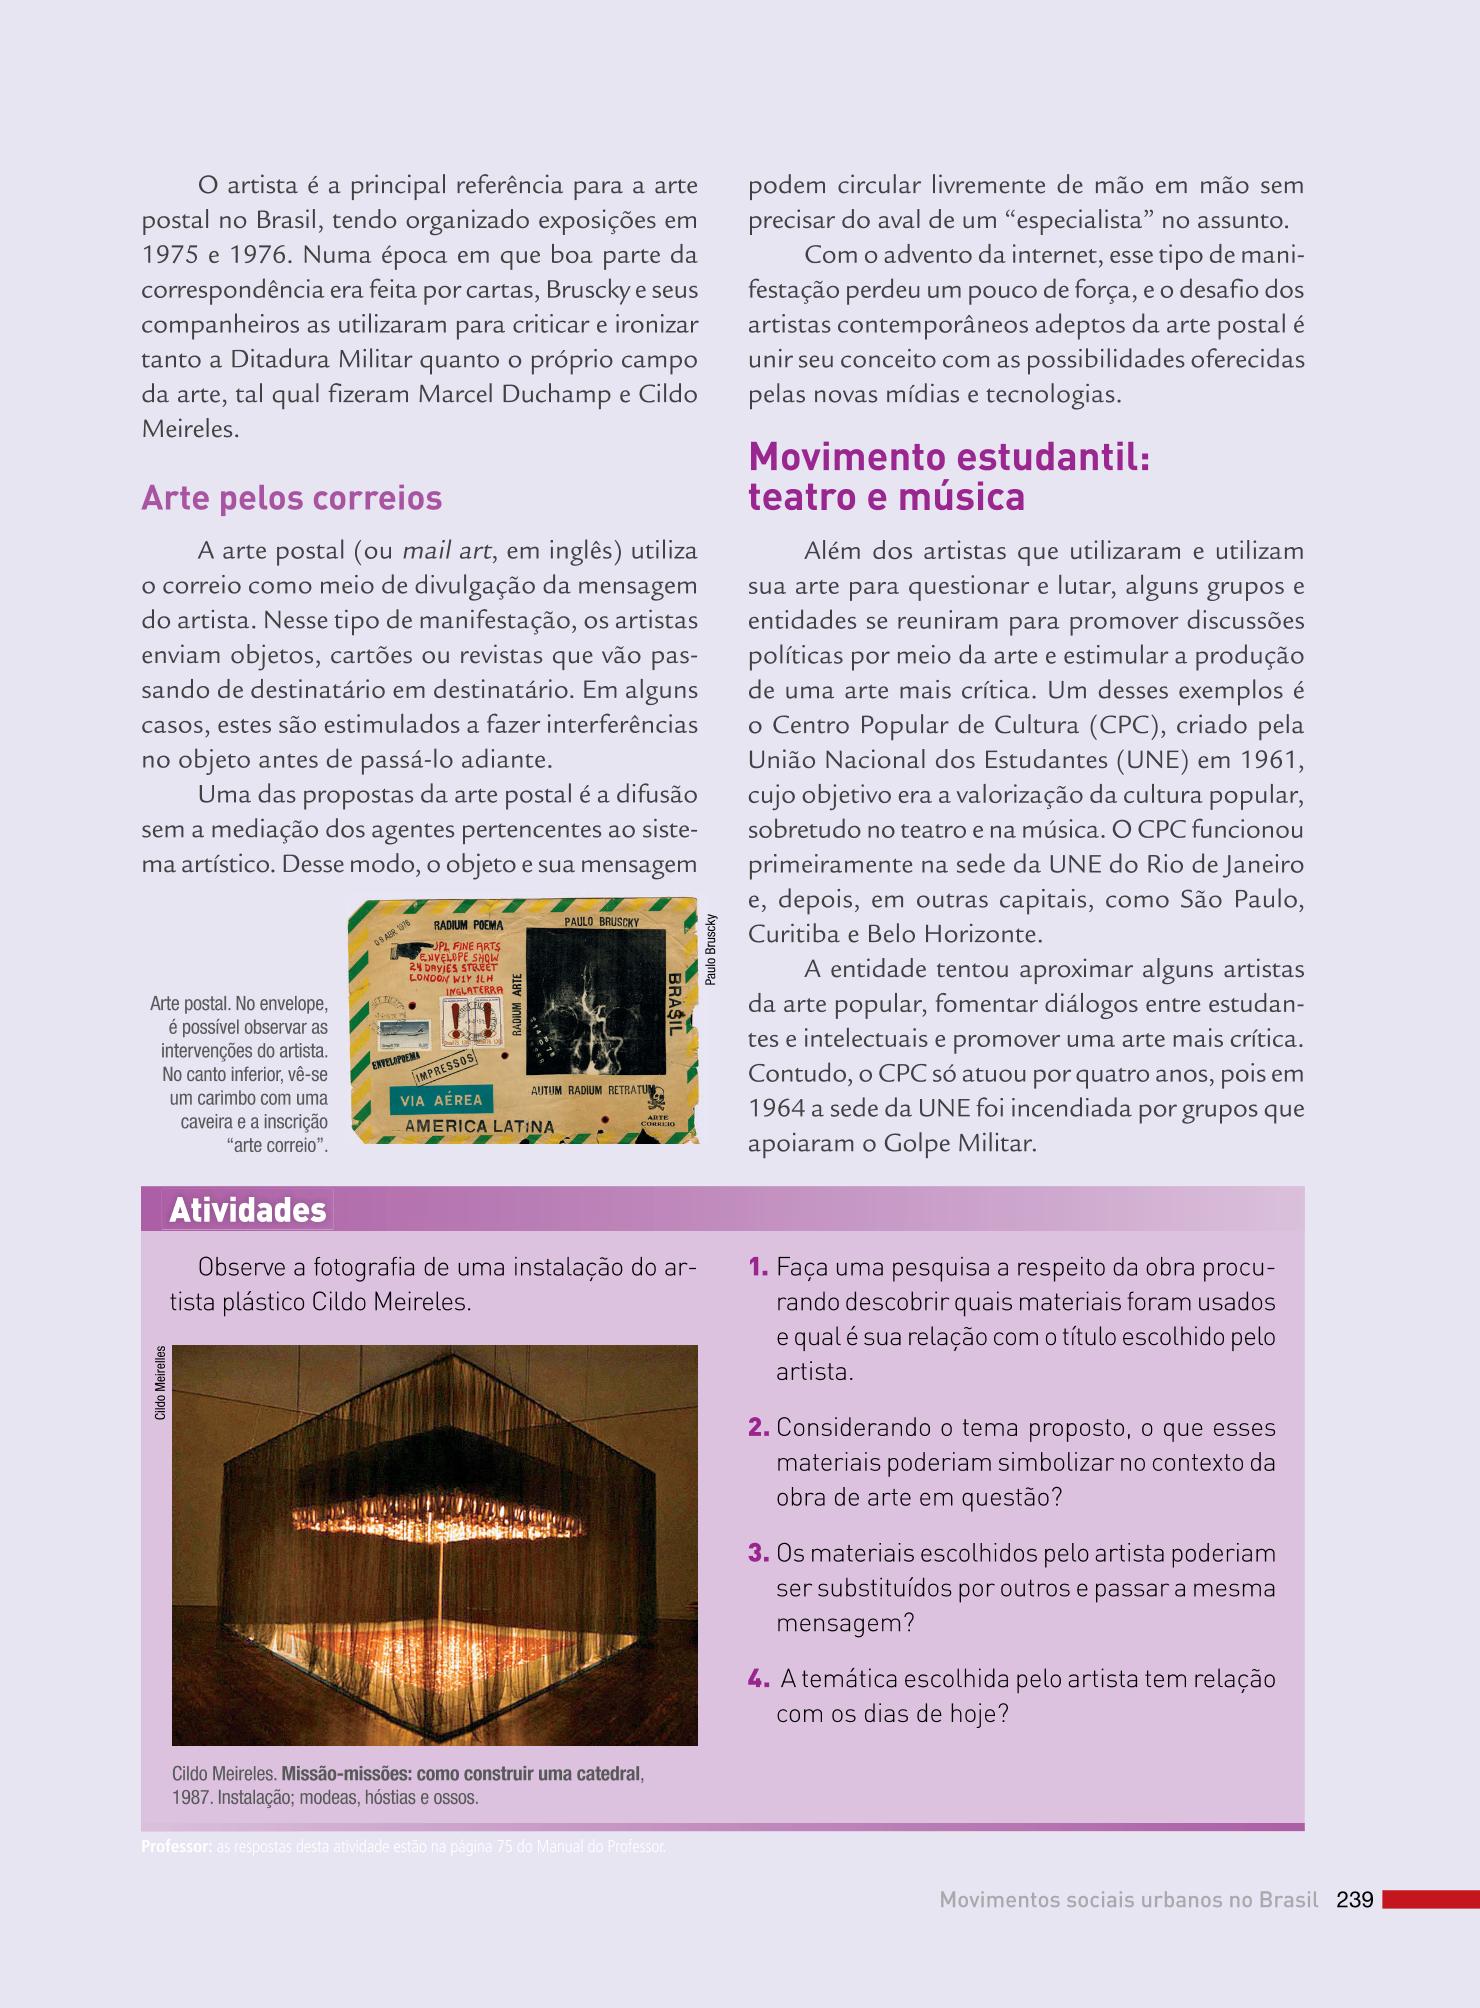 O artista é a principal referência para a arte
postal no Brasil, tendo organizado exposições em
1975 e 1976. Numa época em que boa parte da
correspondência era feita por cartas, Bruscky e seus
companheiros as utilizaram para criticar e ironizar
tanto a Ditadura Militar quanto o próprio campo
da arte, tal qual fizeram Marcel Duchamp e Cildo
Meireles.
Arte pelos correios
A arte postal (ou mail art, em inglês) utiliza
o correio como meio de divulgação da mensagem
do artista. Nesse tipo de manifestação, os artistas
enviam objetos, cartões ou revistas que vão pas-
sando de destinatário em destinatário. Em alguns
casos, estes são estimulados a fazer interferências
no objeto antes de passá-lo adiante.
Uma das propostas da arte postal é a difusão
sem a mediação dos agentes pertencentes ao siste-
ma artístico. Desse modo, o objeto e sua mensagem
Arte postal. No envelope,
é possível observar as
intervenções do artista.
No canto inferior, vê-se
um carimbo com uma
caveira e a inscrição
“arte correio”.
09 ABR 1976
RADIUM POEMA
PAULO BRUSCKY
JPL FINE ARTS
ENVELOPE SHOW
24 DAVIES STREET
LONDON W1Y 1LH
INGLATERRA
RADIUM ARTE
BRASIL
ENVELOPOEMA
IMPRESSOS
VIA AÉREA
AUTUM RADIUM RETRATUM
AMERICA LATINA
ARTE
CORREIO
Paulo Bruscky
podem circular livremente de mão em mão sem
precisar do aval de um “especialista” no assunto.
Com o advento da internet, esse tipo de mani-
festação perdeu um pouco de força, e o desafio dos
artistas contemporâneos adeptos da arte postal é
unir seu conceito com as possibilidades oferecidas
pelas novas mídias e tecnologias.
Movimento estudantil:
teatro e música
Além dos artistas que utilizaram e utilizam
sua arte para questionar e lutar, alguns grupos e
entidades se reuniram para promover discussões
políticas por meio da arte e estimular a produção
de uma arte mais crítica. Um desses exemplos é
o Centro Popular de Cultura (CPC), criado pela
União Nacional dos Estudantes (UNE) em 1961,
cujo objetivo era a valorização da cultura popular,
sobretudo no teatro e na música. O CPC funcionou
primeiramente na sede da UNE do Rio de Janeiro
e, depois, em outras capitais, como São Paulo,
Curitiba e Belo Horizonte.
A entidade tentou aproximar alguns artistas
da arte popular, fomentar diálogos entre estudan-
tes e intelectuais e promover uma arte mais crítica.
Contudo, o CPC só atuou por quatro anos, pois em
1964 a sede da UNE foi incendiada por grupos que
apoiaram o Golpe Militar.
Atividades
Observe a fotografia de uma instalação do ar-
tista plástico Cildo Meireles.
Cildo Meirelles
Cildo Meireles. Missão-missões: como construir uma catedral,
1987. Instalação; modeas, hóstias e ossos.
1. Faça uma pesquisa a respeito da obra procu-
rando descobrir quais materiais foram usados
e qual é sua relação com o título escolhido pelo
artista.
2. Considerando o tema proposto, o que esses
materiais poderiam simbolizar no contexto da
obra de arte em questão?
3. Os materiais escolhidos pelo artista poderiam
ser substituídos por outros e passar a mesma
mensagem?
4. A temática escolhida pelo artista tem relação
com os dias de hoje?
Professor: as respostas desta atividade estão na página 75 do Manual do Professor.
Movimentos sociais urbanos no Brasil 239